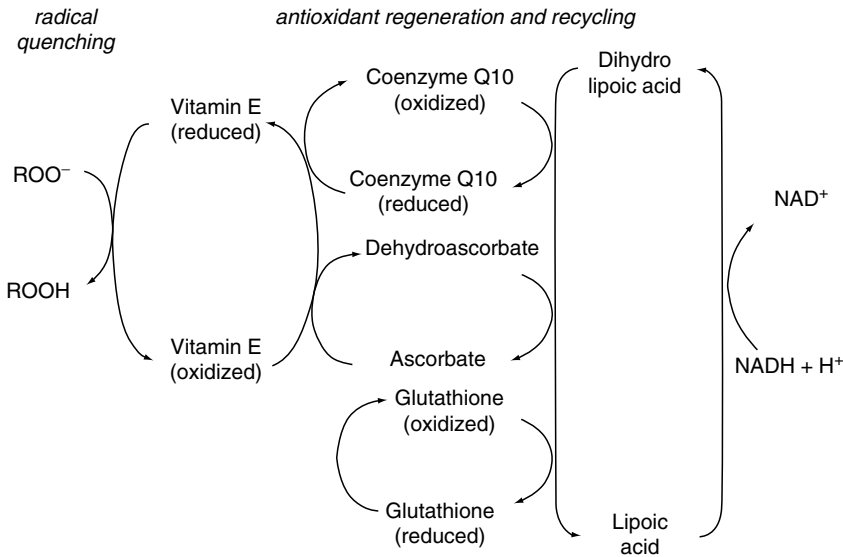 radical
quenching
antioxidant regeneration and recycling
Vitamin E
(reduced)
ROO⁻
ROOH
Vitamin E
(oxidized)
Coenzyme Q10
(oxidized)
Coenzyme Q10
(reduced)
Dehydroascorbate
Ascorbate
Glutathione
(oxidized)
Glutathione
(reduced)
Dihydro
lipoic acid
Lipoic
acid
NAD⁺
NADH + H⁺